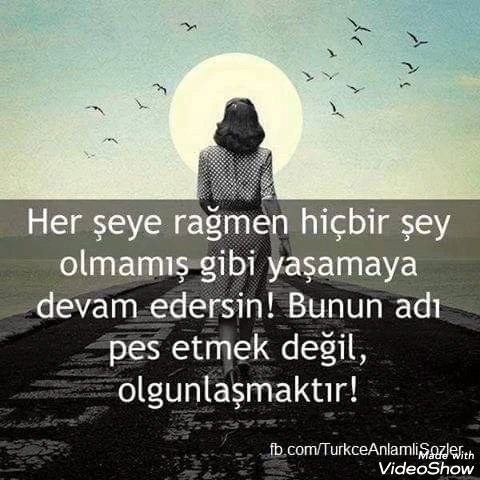 Her şeye rağmen hiçbir şey
olmamış gibi yaşamaya
devam edersin! Bunun adı
pes etmek değil,
olgunlaşmaktır!
fb.com/TurkceAnlamliSozler
Made with
VideoShow